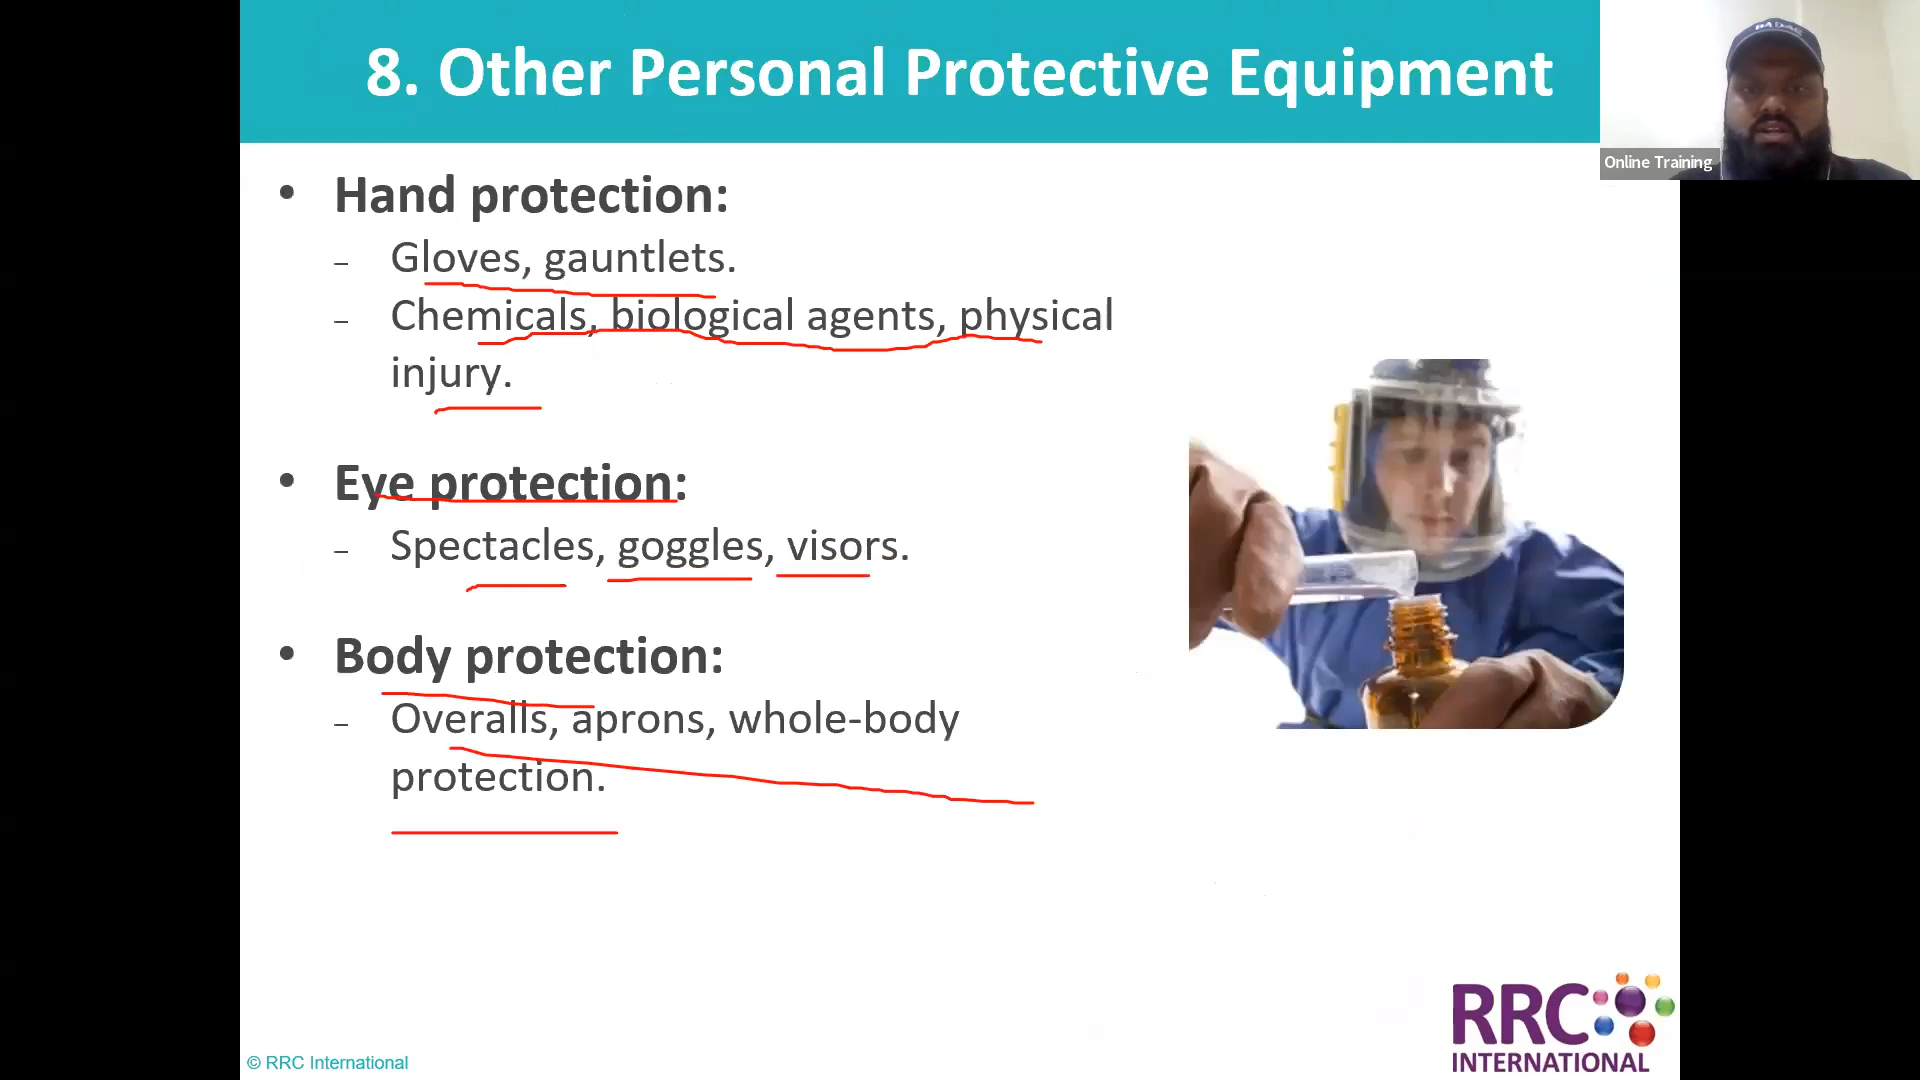 8. Other Personal Protective Equipment
Online Training
• Hand protection:
– Gloves, gauntlets.
– Chemicals, biological agents, physical
injury.
• Eye protection:
– Spectacles, goggles, visors.
• Body protection:
– Overalls, aprons, whole-body
protection.
RRC
INTERNATIONAL
© RRC International